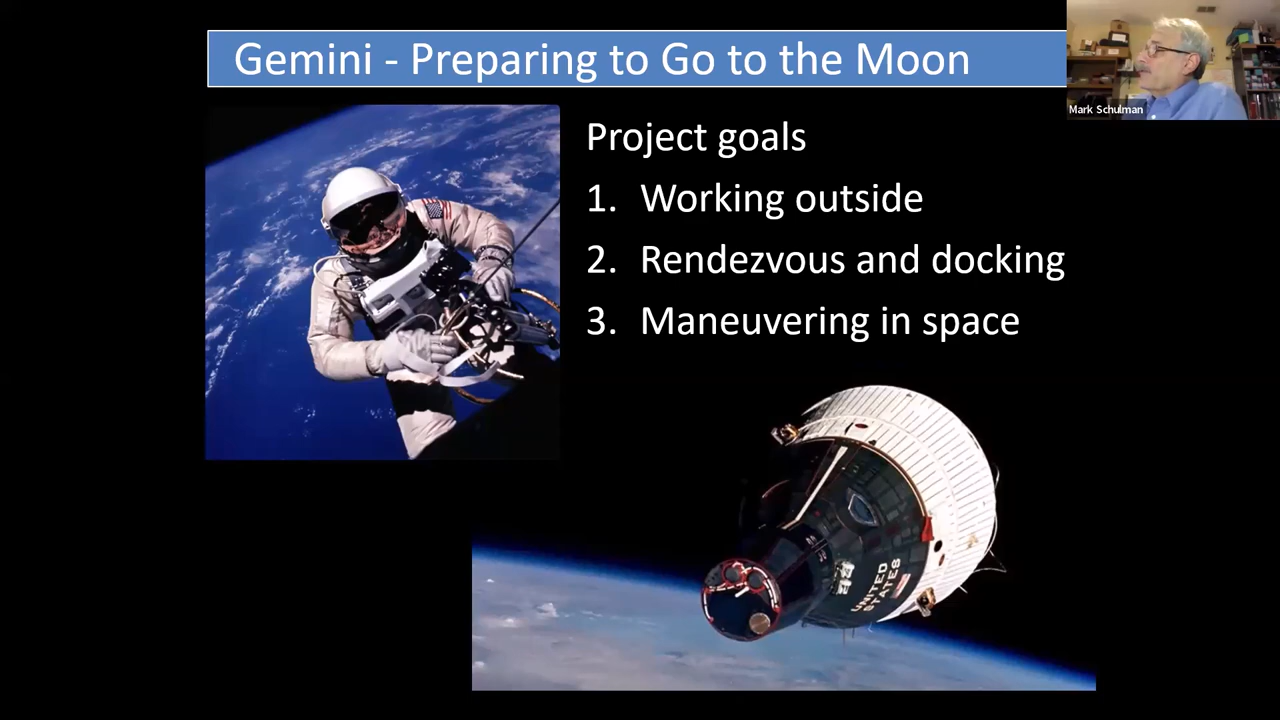 Gemini - Preparing to Go to the Moon
Mark Schulman
Project goals
1. Working outside
2. Rendezvous and docking
3. Maneuvering in space
UNITED
STATES